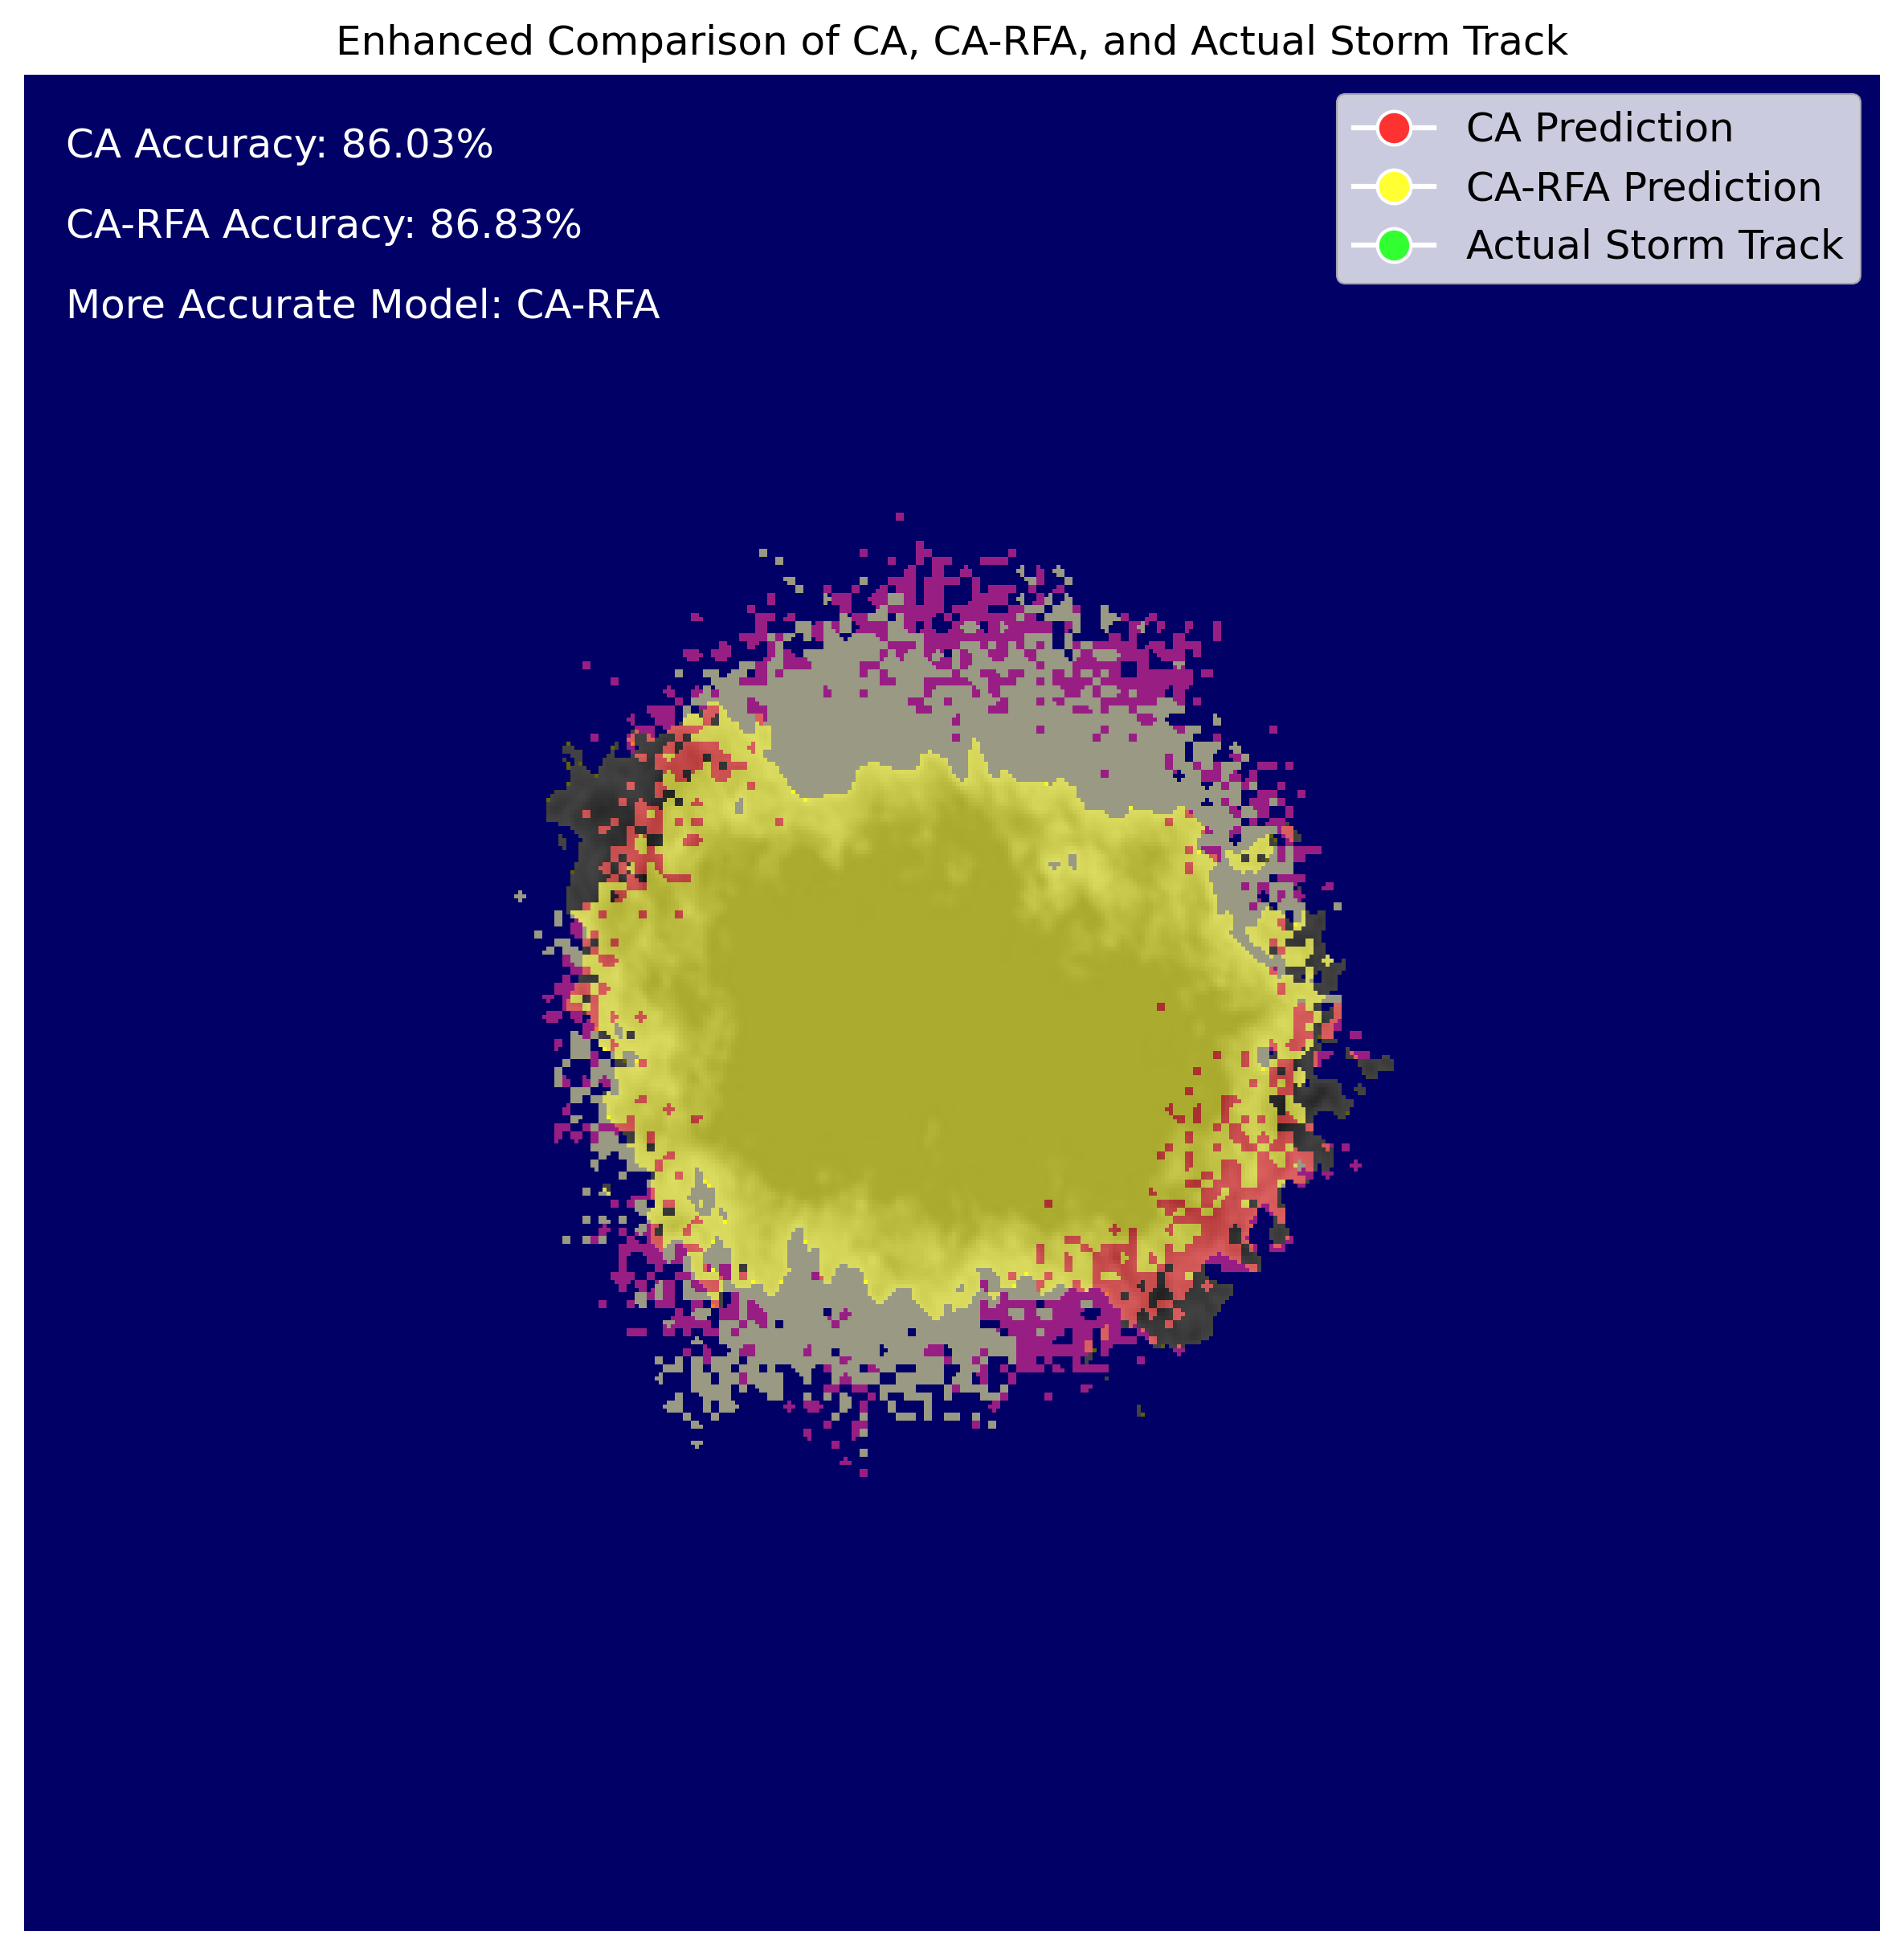 Enhanced Comparison of CA, CA-RFA, and Actual Storm Track
CA Accuracy: 86.03%
CA-RFA Accuracy: 86.83%
More Accurate Model: CA-RFA
CA Prediction
CA-RFA Prediction
Actual Storm Track